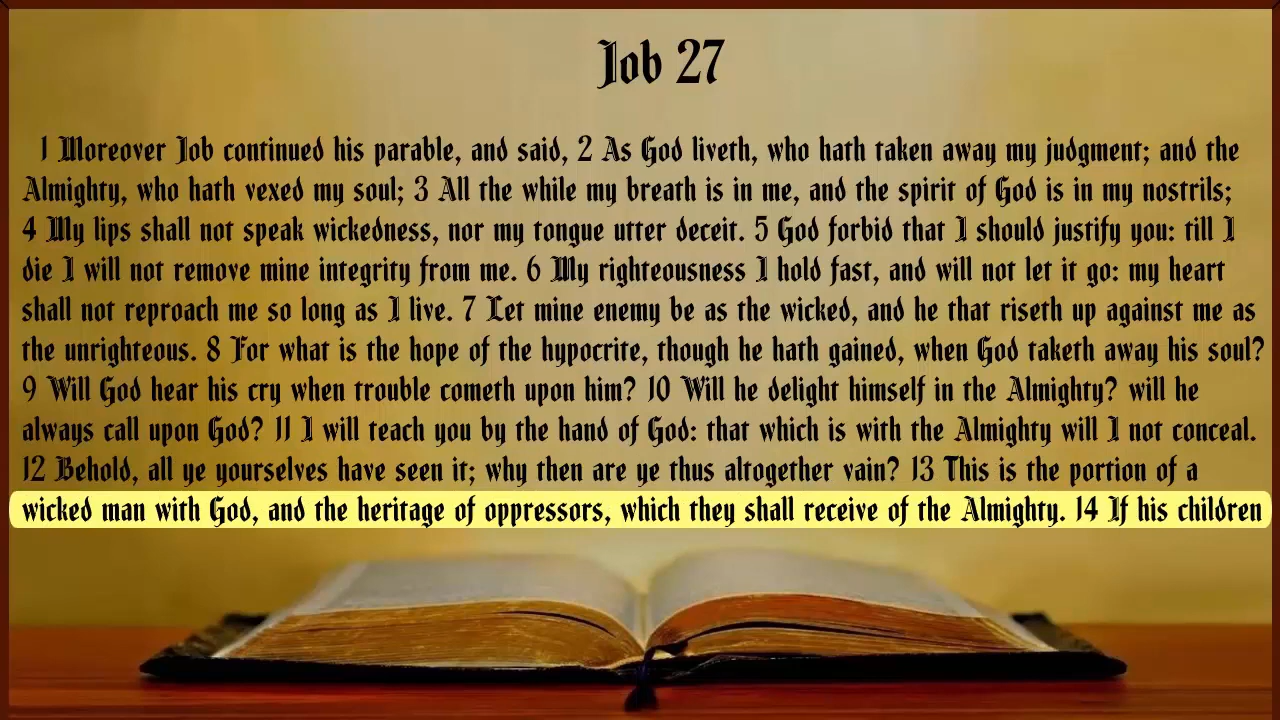 Job 27
1 Moreover Job continued his parable, and said, 2 As God liveth, who hath taken away my judgment; and the
Almighty, who hath vexed my soul; 3 All the while my breath is in me, and the spirit of God is in my nostrils;
4 My lips shall not speak wickedness, nor my tongue utter deceit. 5 God forbid that I should justify you: till I
die I will not remove mine integrity from me. 6 My righteousness I hold fast, and will not let it go: my heart
shall not reproach me so long as I live. 7 Let mine enemy be as the wicked, and he that riseth up against me as
the unrighteous. 8 For what is the hope of the hypocrite, though he hath gained, when God taketh away his soul?
9 Will God hear his cry when trouble cometh upon him? 10 Will he delight himself in the Almighty? will he
always call upon God? 11 I will teach you by the hand of God: that which is with the Almighty will I not conceal.
12 Behold, all ye yourselves have seen it; why then are ye thus altogether vain? 13 This is the portion of a
wicked man with God, and the heritage of oppressors, which they shall receive of the Almighty. 14 If his children